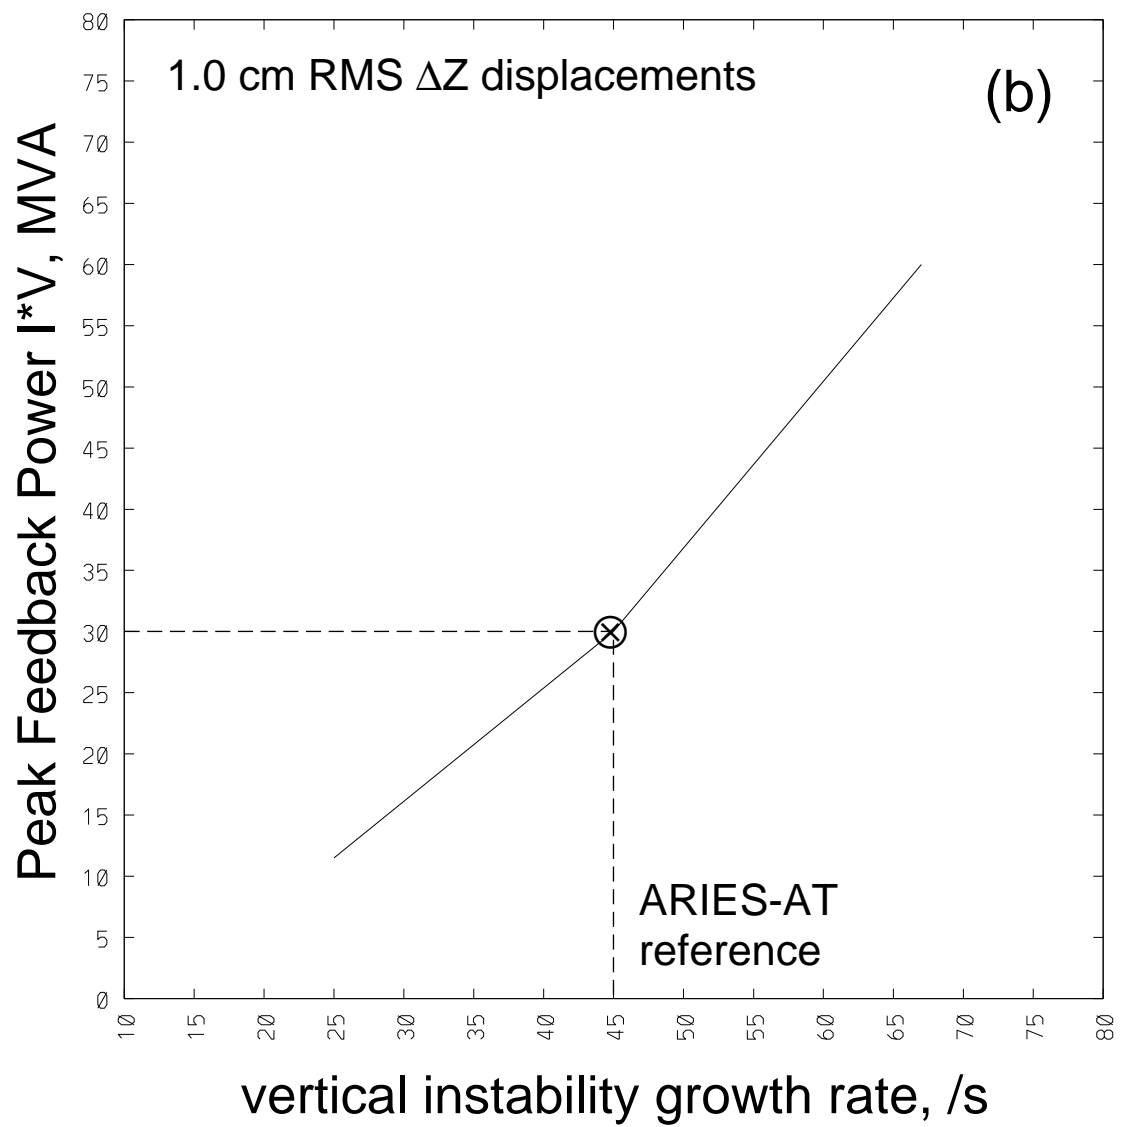 80
1.0 cm RMS ΔZ displacements
(b)
75
70
65
60
55
50
45
40
35
30
25
20
15
10
5
0
Peak Feedback Power I*V, MVA
ARIES-AT
reference
10 15 20 25 30 35 40 45 50 55 60 65 70 75 80
vertical instability growth rate, /s